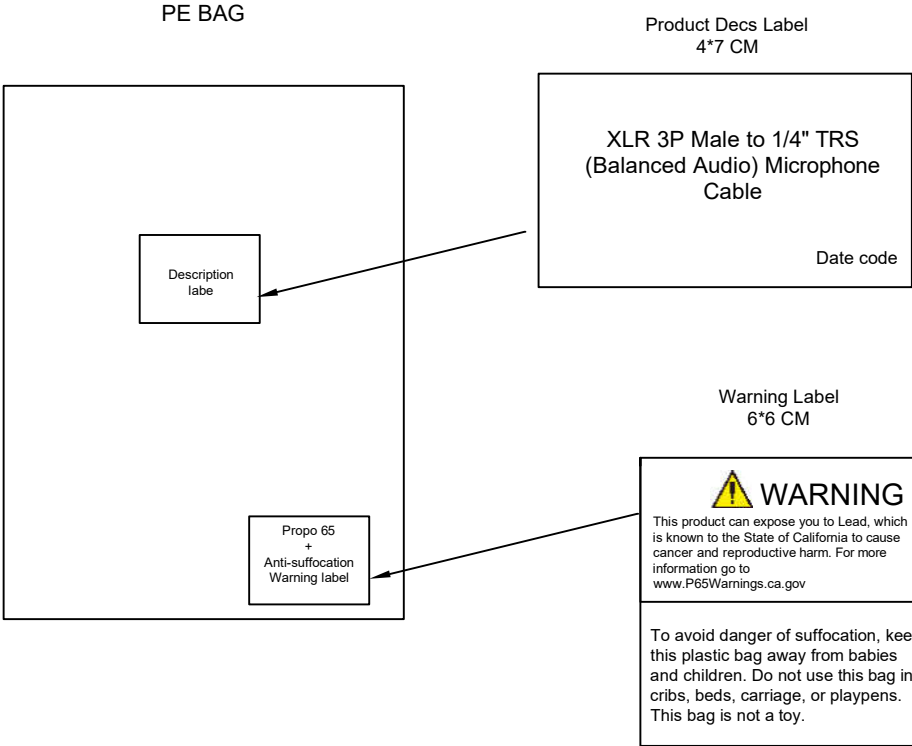 PE BAG
Product Decs Label
4*7 CM
XLR 3P Male to 1/4" TRS
(Balanced Audio) Microphone
Cable
Date code
Description
labe
Warning Label
6*6 CM
WARNING
This product can expose you to Lead, which
is known to the State of California to cause
cancer and reproductive harm. For more
information go to
www.P65Warnings.ca.gov
Propo 65
+
Anti-suffocation
Warning label
To avoid danger of suffocation, kee
this plastic bag away from babies
and children. Do not use this bag in
cribs, beds, carriage, or playpens.
This bag is not a toy.